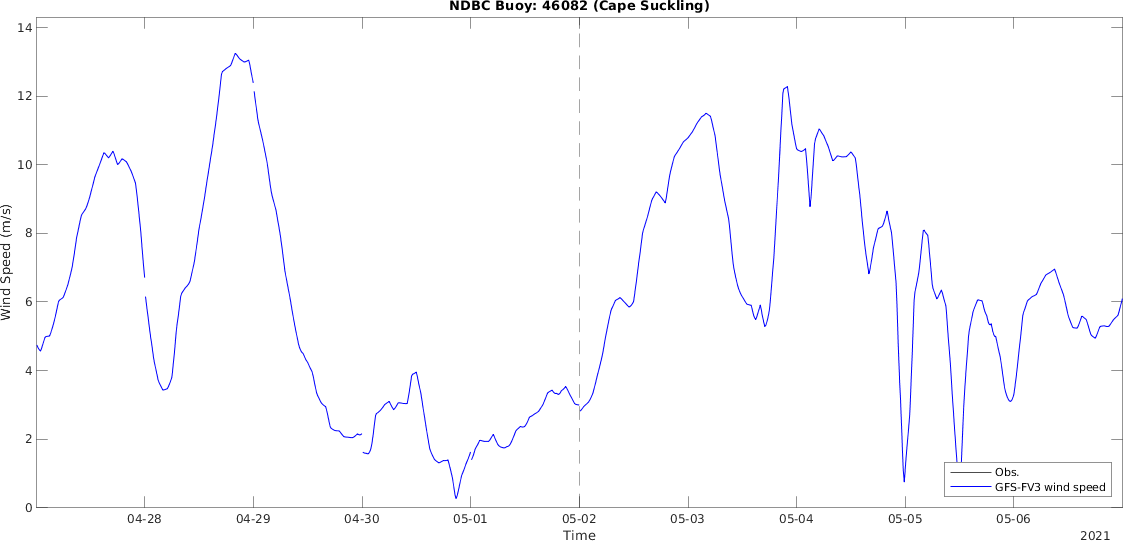 NDBC Buoy: 46082 (Cape Suckling)
14
12
10
8
6
4
2
0
Wind Speed (m/s)
04-28 04-29 04-30 05-01 05-02 05-03 05-04 05-05 05-06
Time
2021
Obs.
GFS-FV3 wind speed